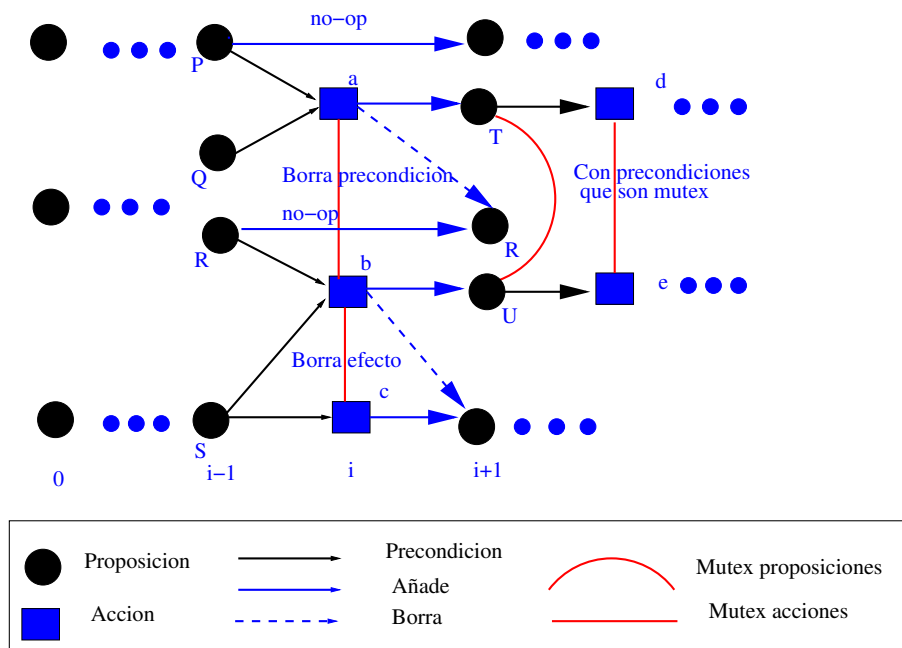 no-op
P
a
T
d
Q
Borra precondicion
Con precondiciones
que son mutex
no-op
R
R
b
U
e
Borra efecto
c
S
0
i-1
i
i+1
Proposicion
Precondicion
Mutex proposiciones
Añade
Accion
Borra
Mutex acciones